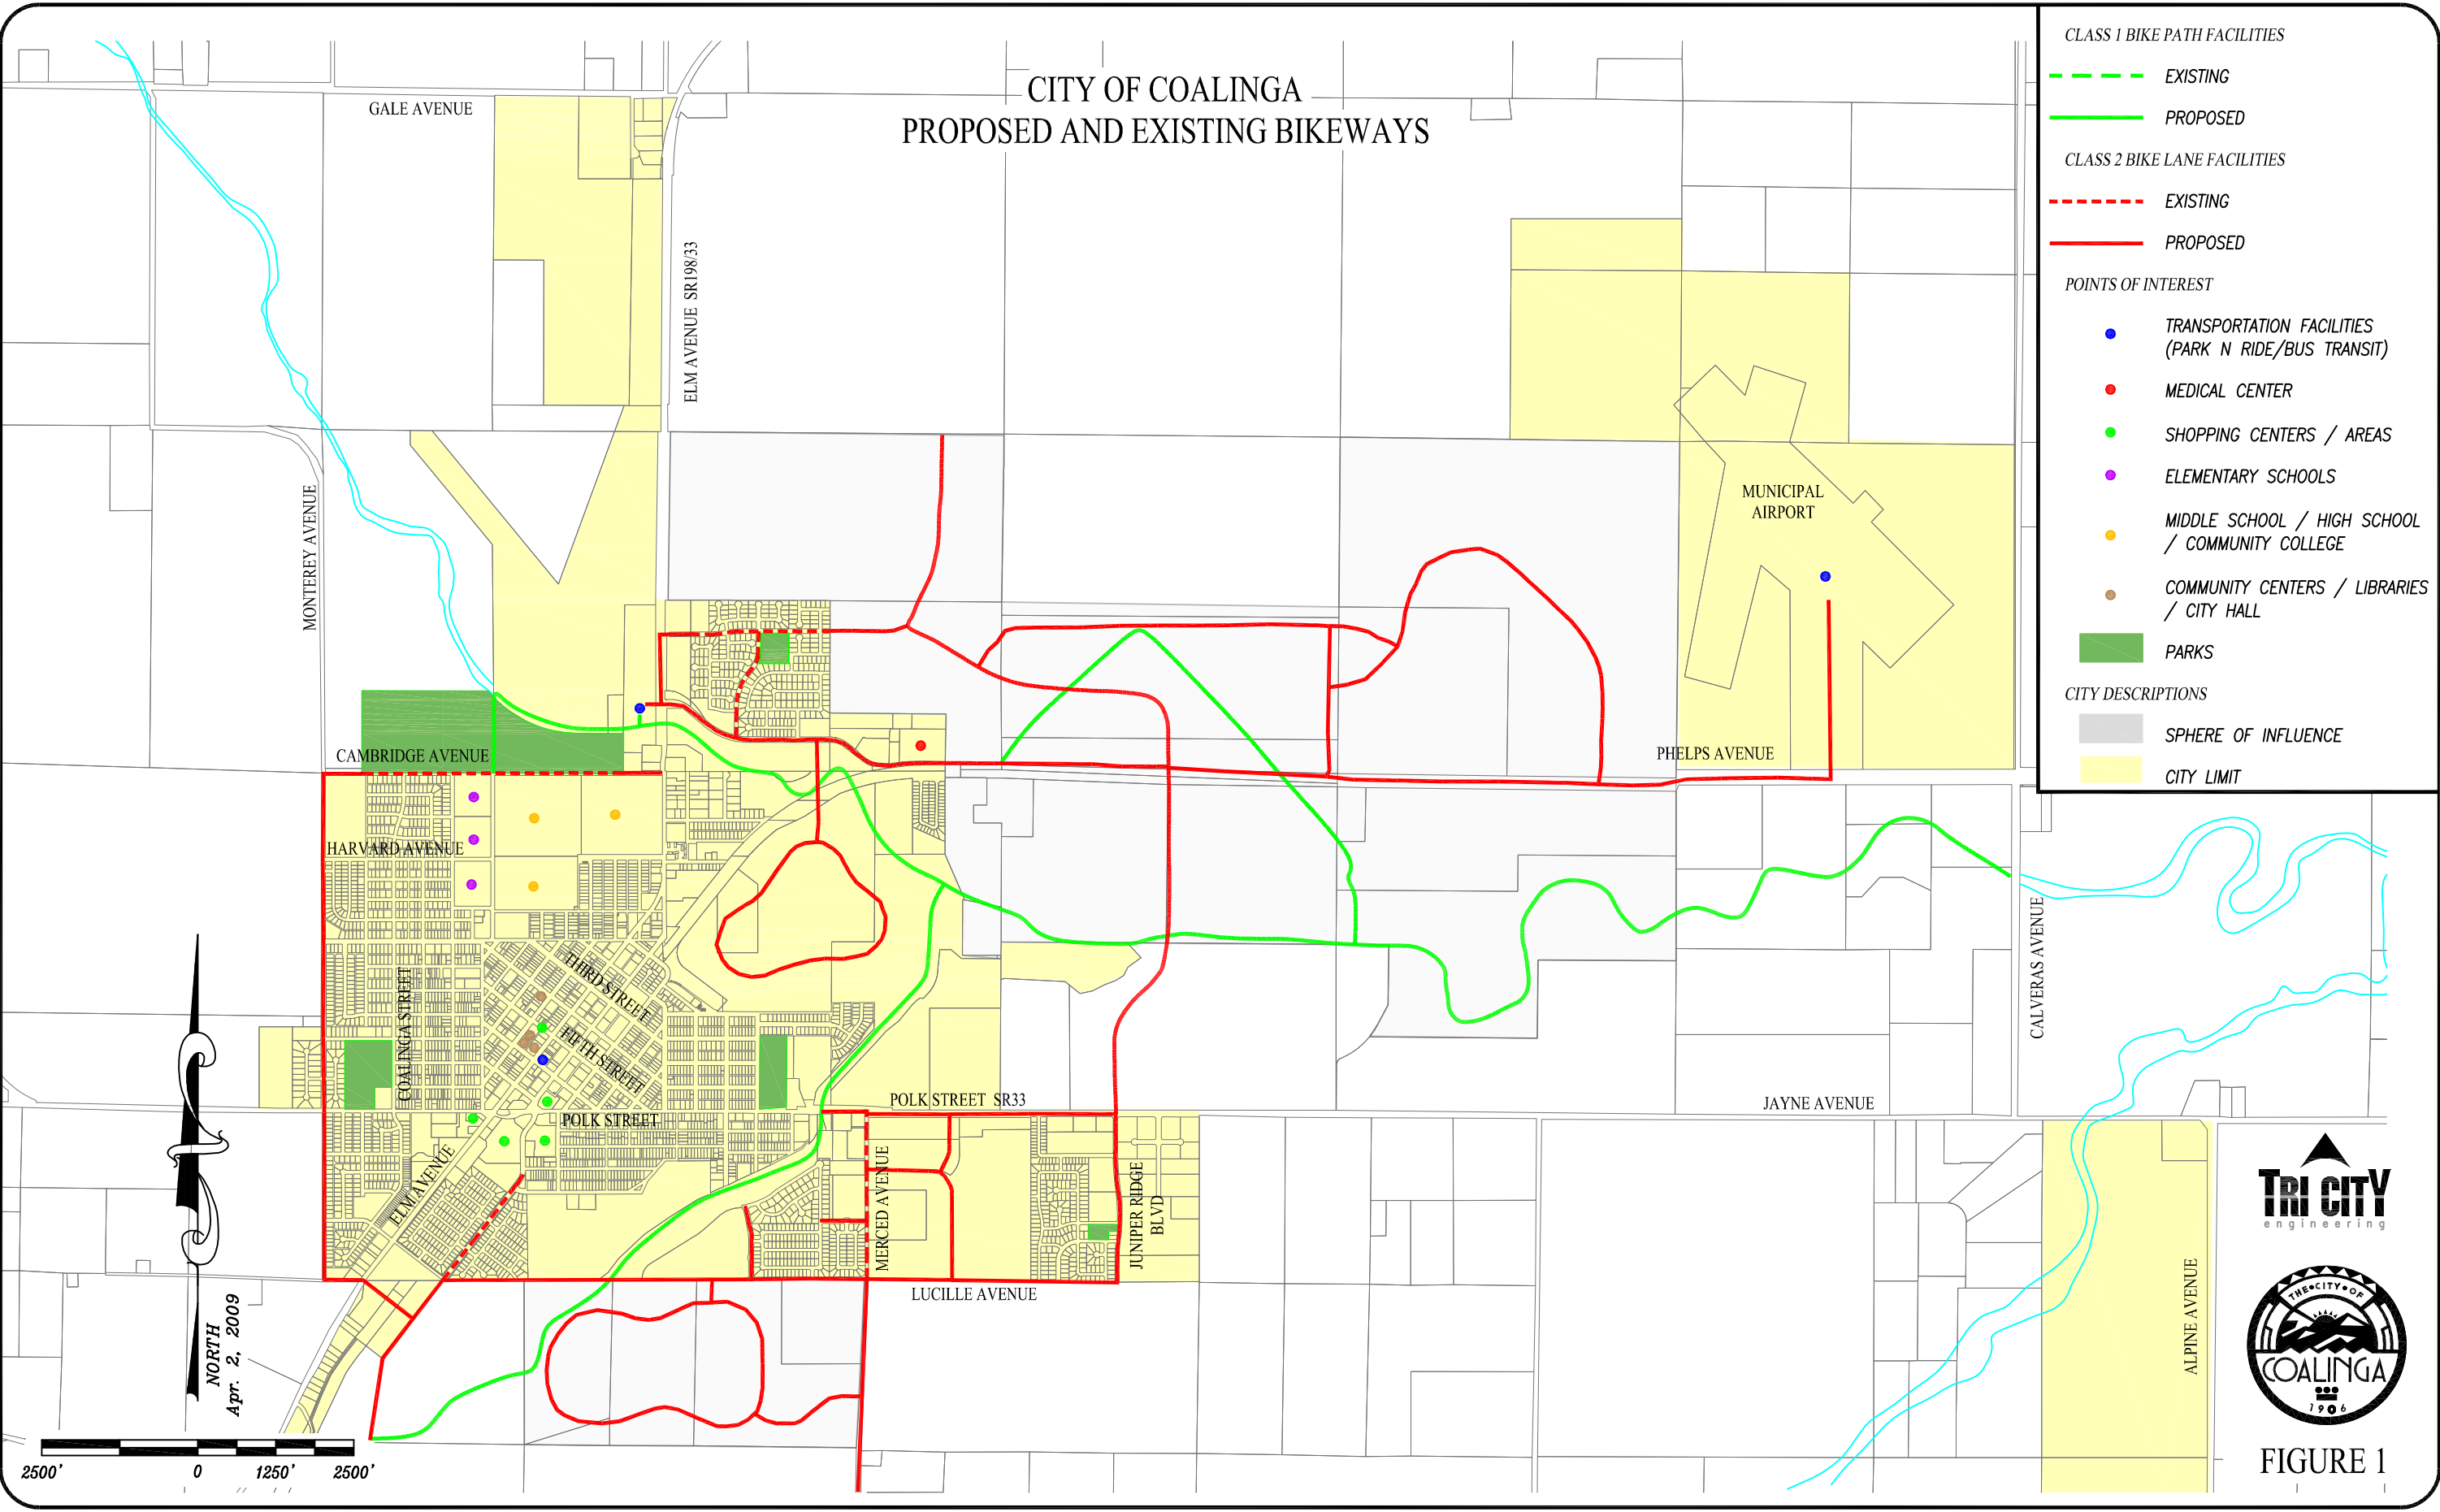 CITY OF COALINGA
PROPOSED AND EXISTING BIKEWAYS
CLASS 1 BIKE PATH FACILITIES
EXISTING
PROPOSED
CLASS 2 BIKE LANE FACILITIES
EXISTING
PROPOSED
POINTS OF INTEREST
TRANSPORTATION FACILITIES
(PARK N RIDE/BUS TRANSIT)
MEDICAL CENTER
SHOPPING CENTERS / AREAS
ELEMENTARY SCHOOLS
MIDDLE SCHOOL / HIGH SCHOOL
/ COMMUNITY COLLEGE
COMMUNITY CENTERS / LIBRARIES
/ CITY HALL
PARKS
CITY DESCRIPTIONS
SPHERE OF INFLUENCE
CITY LIMIT
GALE AVENUE
ELM AVENUE SR198/33
MONTEREY AVENUE
MUNICIPAL
AIRPORT
CAMBRIDGE AVENUE
PHELPS AVENUE
HARVARD AVENUE
COALINGA STREET
THIRD STREET
FIFTH STREET
CALVERAS AVENUE
POLK STREET SR33
JAYNE AVENUE
POLK STREET
ELM AVENUE
MERCED AVENUE
JUNIPER RIDGE
BLVD
LUCILLE AVENUE
ALPINE AVENUE
NORTH
Apr. 2, 2009
2500'
0
1250'
2500'
TRI CITY
engineering
THE CITY OF
COALINGA
1906
FIGURE 1